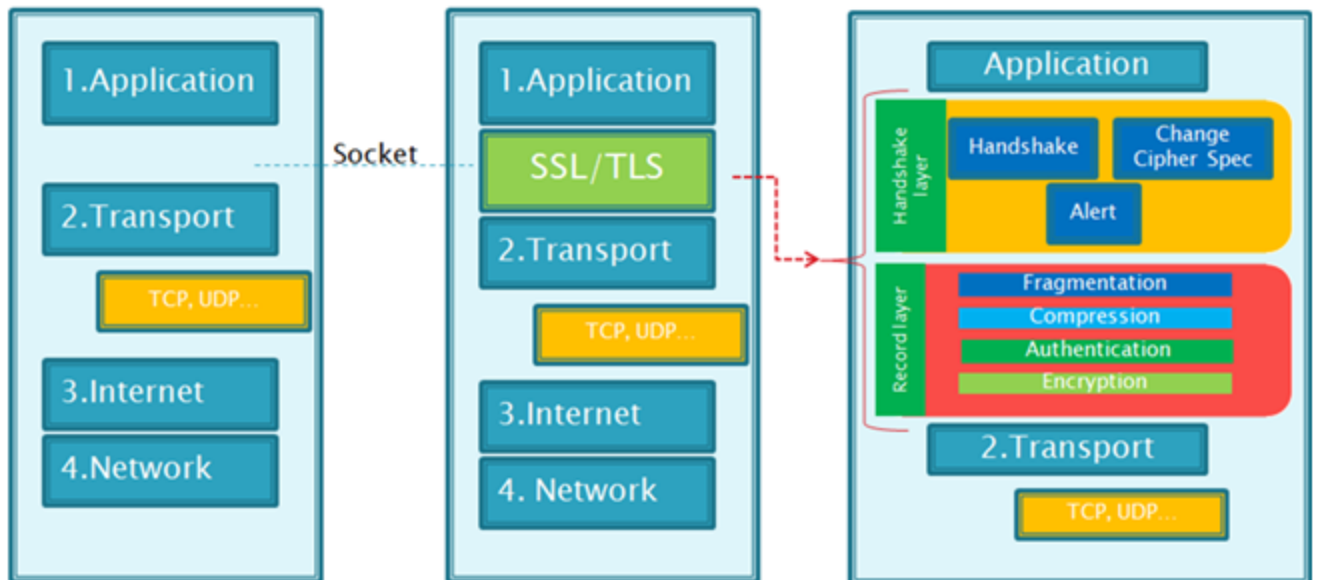 1.Application
2.Transport
TCP, UDP...
3.Internet
4.Network
Socket
1.Application
SSL/TLS
2.Transport
TCP, UDP...
3.Internet
4. Network
Application
Handshake
layer
Handshake
Change
Cipher Spec
Alert
Record layer
Fragmentation
Compression
Authentication
Encryption
2.Transport
TCP, UDP...